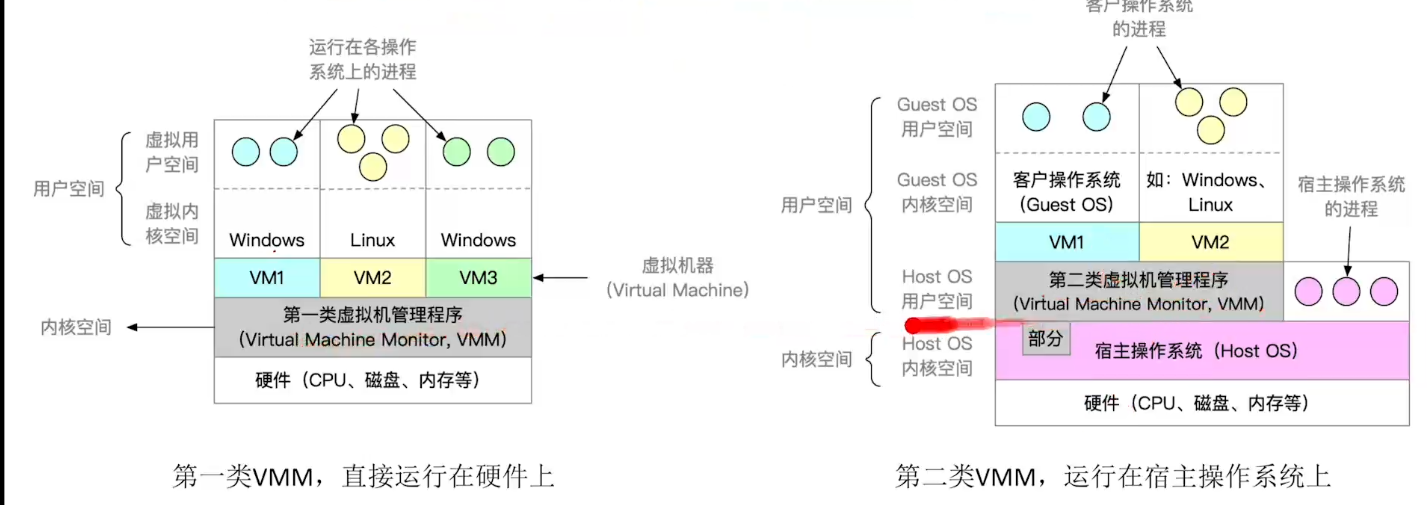 运行在各操作
系统上的进程
虚拟用
户空间
用户空间
虚拟内
核空间
Windows
Linux
Windows
VM1
VM2
VM3
虚拟机器
(Virtual Machine)
内核空间
第一类虚拟机管理程序
(Virtual Machine Monitor, VMM)
硬件（CPU、磁盘、内存等）
第一类VMM，直接运行在硬件上
客户操作系统
的进程
Guest OS
用户空间
用户空间
Guest OS
内核空间
客户操作系统
(Guest OS)
如：Windows、
Linux
宿主操作系统
的进程
VM1
VM2
Host OS
用户空间
第二类虚拟机管理程序
(Virtual Machine Monitor, VMM)
内核空间
Host OS
内核空间
部分
宿主操作系统（Host OS）
硬件（CPU、磁盘、内存等）
第二类VMM，运行在宿主操作系统上